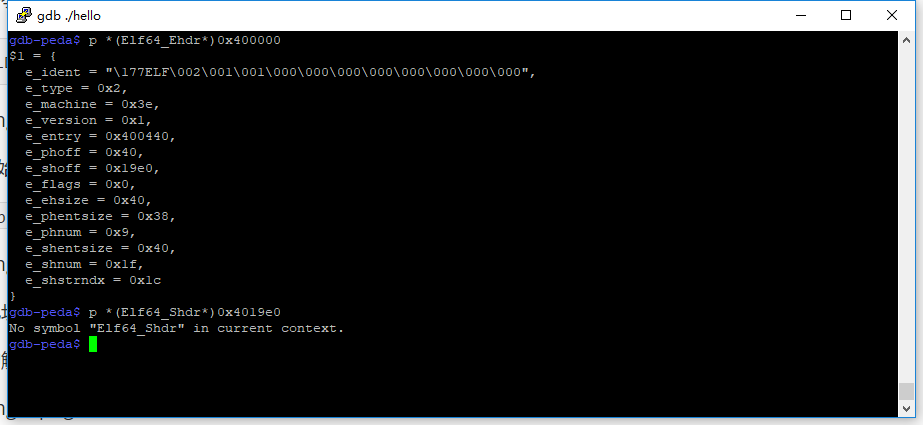 gdb ./hello
gdb-peda$ p *(Elf64_Ehdr*)0x400000
$1 = {
  e_ident = "\177ELF\002\001\001\000\000\000\000\000\000\000\000",
  e_type = 0x2,
  e_machine = 0x3e,
  e_version = 0x1,
  e_entry = 0x400440,
  e_phoff = 0x40,
  e_shoff = 0x19e0,
  e_flags = 0x0,
  e_ehsize = 0x40,
  e_phentsize = 0x38,
  e_phnum = 0x9,
  e_shentsize = 0x40,
  e_shnum = 0x1f,
  e_shstrndx = 0x1c
}
gdb-peda$ p *(Elf64_Shdr*)0x4019e0
No symbol "Elf64_Shdr" in current context.
gdb-peda$